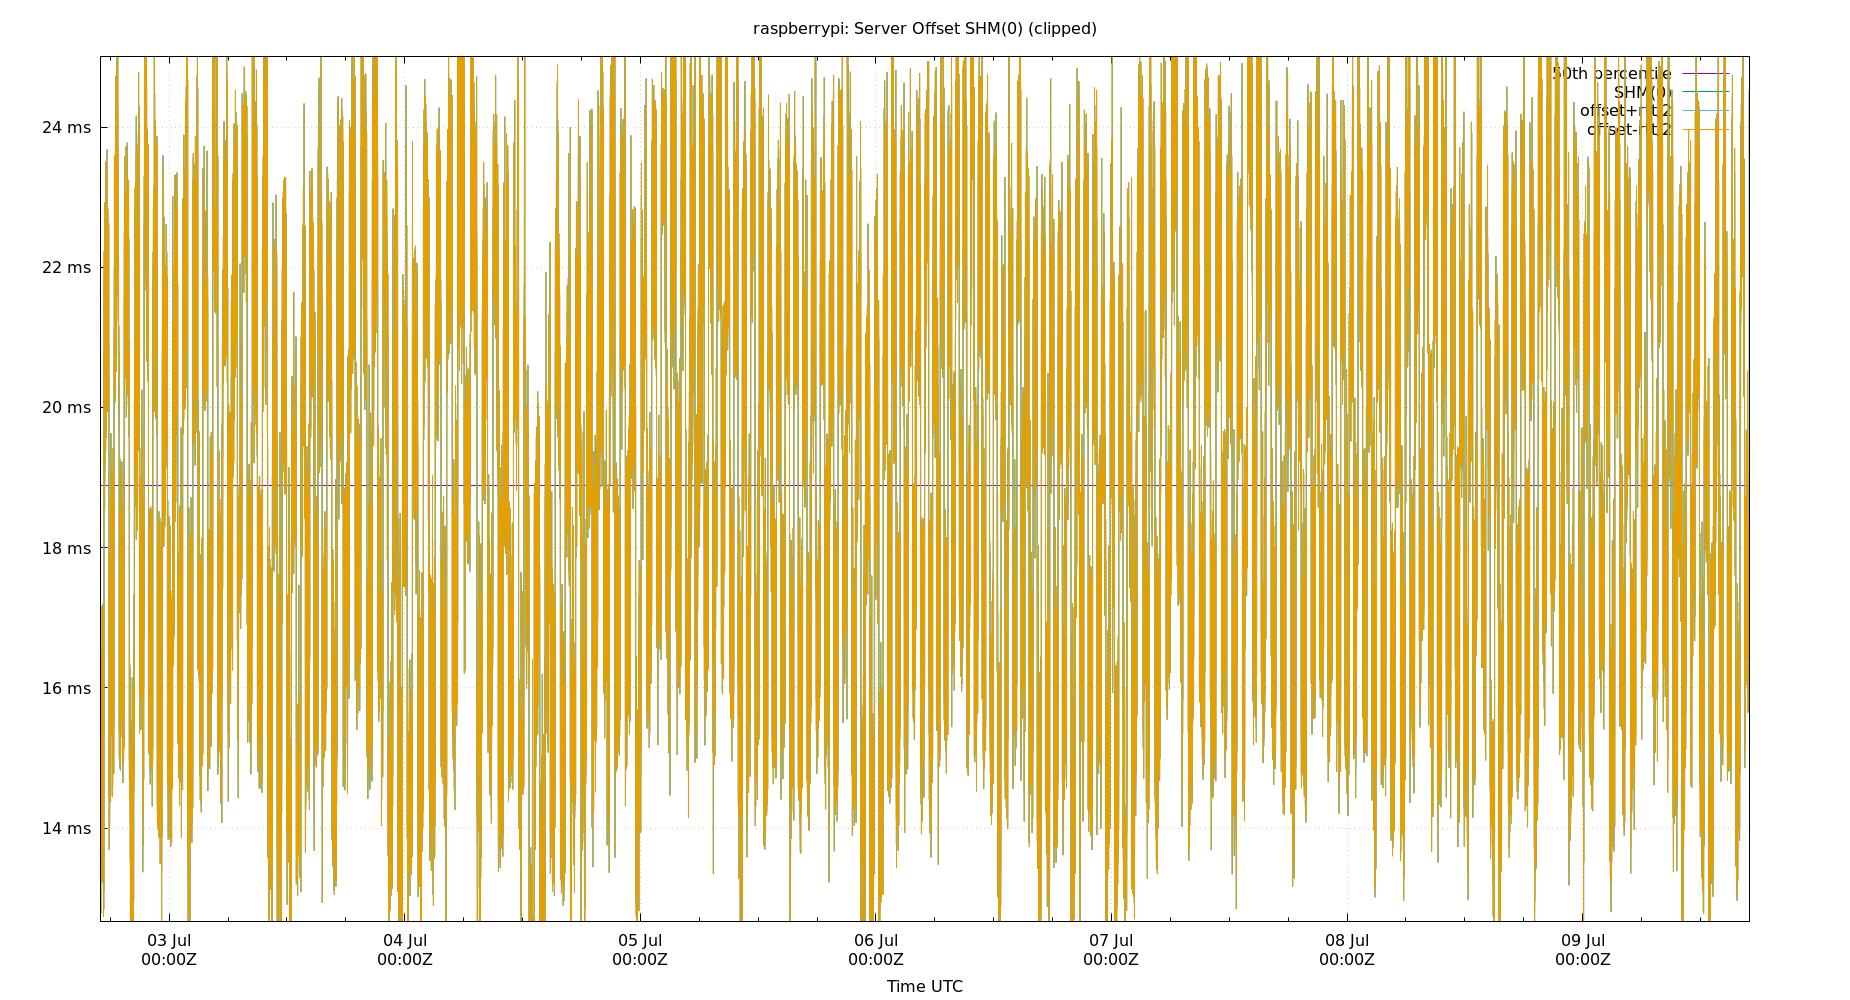 raspberrypi: Server Offset SHM(0) (clipped)
50th percentile
SHM(0)
offset+rtt/2
offset-rtt/2
24 ms
22 ms
20 ms
18 ms
16 ms
14 ms
03 Jul 04 Jul 05 Jul 06 Jul 07 Jul 08 Jul 09 Jul
00:00Z 00:00Z 00:00Z 00:00Z 00:00Z 00:00Z 00:00Z
Time UTC